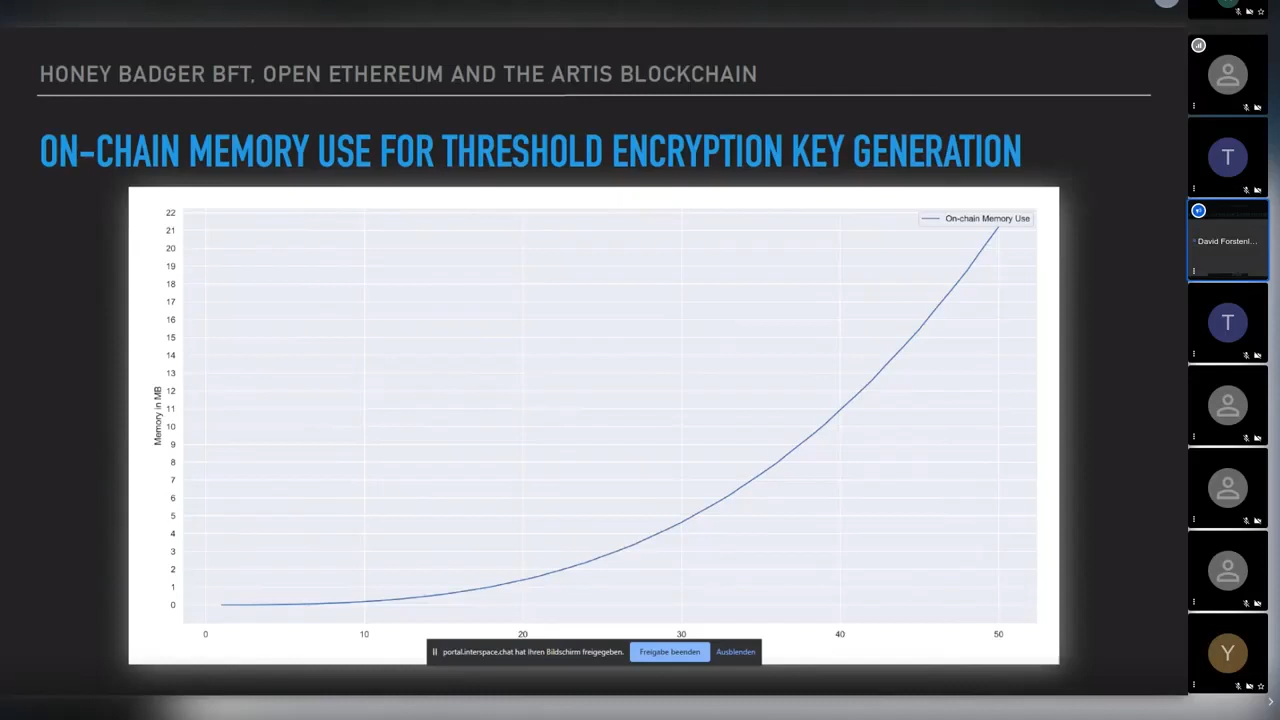 HONEY BADGER BFT, OPEN ETHEREUM AND THE ARTIS BLOCKCHAIN
ON-CHAIN MEMORY USE FOR THRESHOLD ENCRYPTION KEY GENERATION
On-chain Memory Use
Memory in MB
22
21
20
19
18
17
16
15
14
13
12
11
10
9
8
7
6
5
4
3
2
1
0
0 10 20 30 40 50
portal.interspace.chat hat Ihren Bildschirm freigegeben. Freigabe beenden Ausblenden
T
David Forstenl...
T
Y